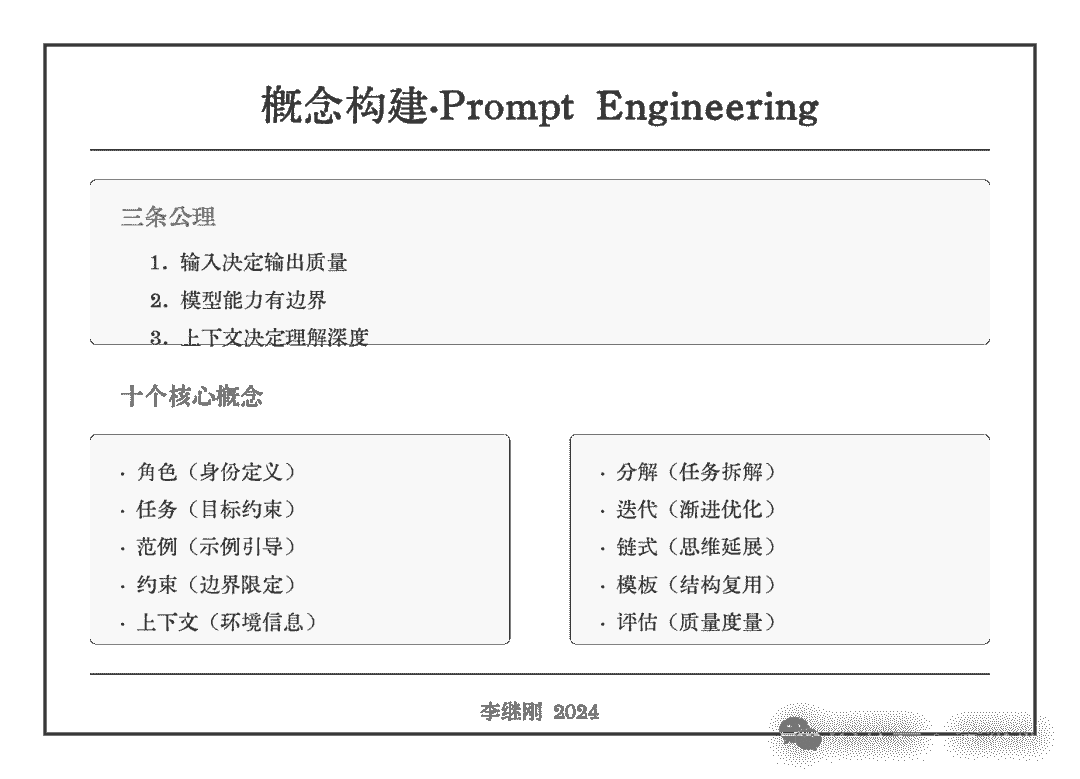 概念构建·Prompt Engineering
三条公理
1. 输入决定输出质量
2. 模型能力有边界
3. 上下文决定理解深度
十个核心概念
· 角色（身份定义）
· 任务（目标约束）
· 范例（示例引导）
· 约束（边界限定）
· 上下文（环境信息）
· 分解（任务拆解）
· 迭代（渐进优化）
· 链式（思维延展）
· 模板（结构复用）
· 评估（质量度量）
李继刚 2024